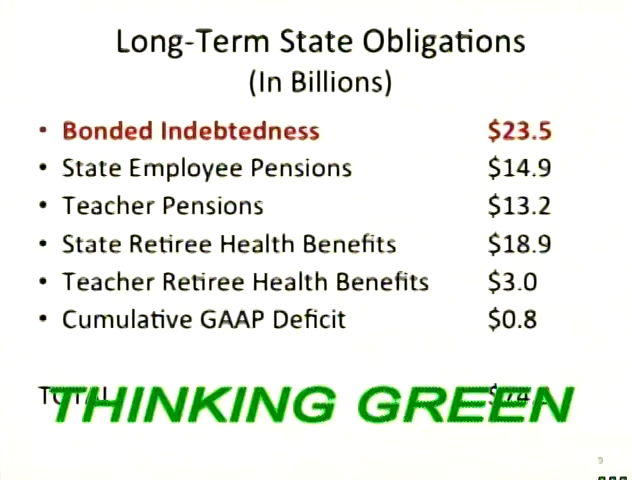 Long-Term State Obligations
(In Billions)
• Bonded Indebtedness $23.5
• State Employee Pensions $14.9
• Teacher Pensions $13.2
• State Retiree Health Benefits $18.9
• Teacher Retiree Health Benefits $3.0
• Cumulative GAAP Deficit $0.8
TOTAL
THINKING GREEN
9